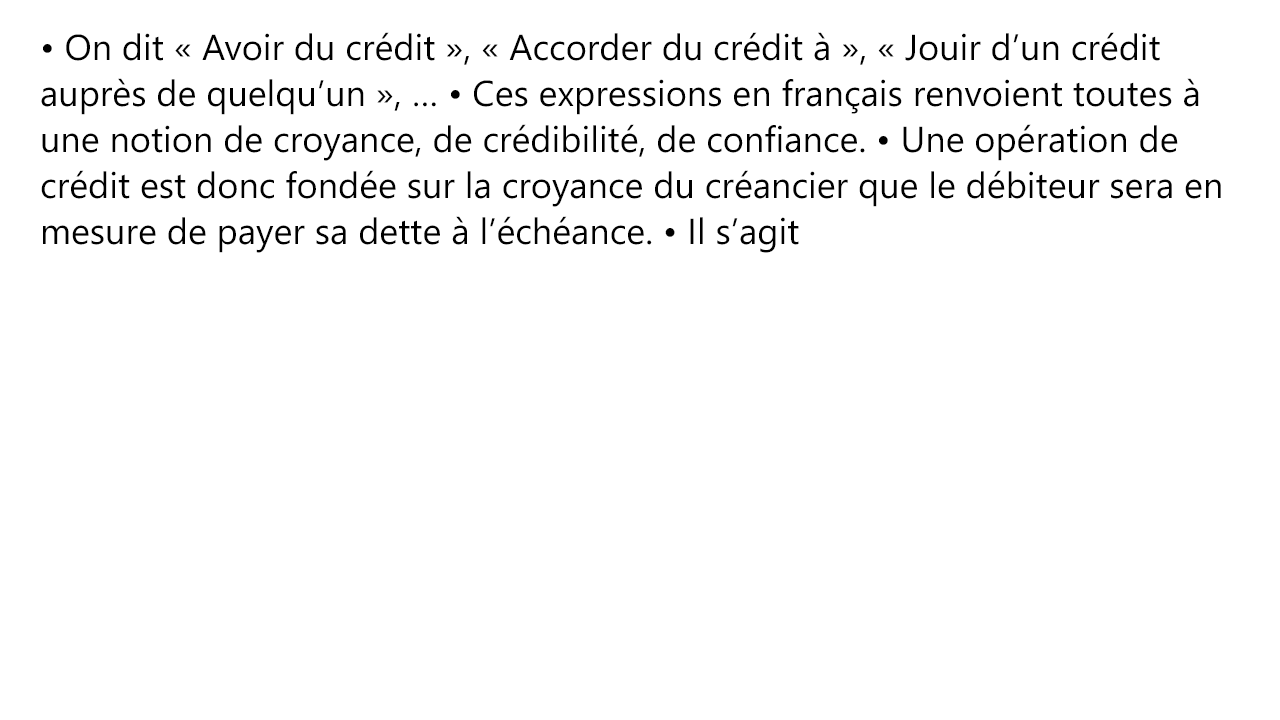 • On dit « Avoir du crédit », « Accorder du crédit à », « Jouir d’un crédit
auprès de quelqu’un », … • Ces expressions en français renvoient toutes à
une notion de croyance, de crédibilité, de confiance. • Une opération de
crédit est donc fondée sur la croyance du créancier que le débiteur sera en
mesure de payer sa dette à l’échéance. • Il s’agit